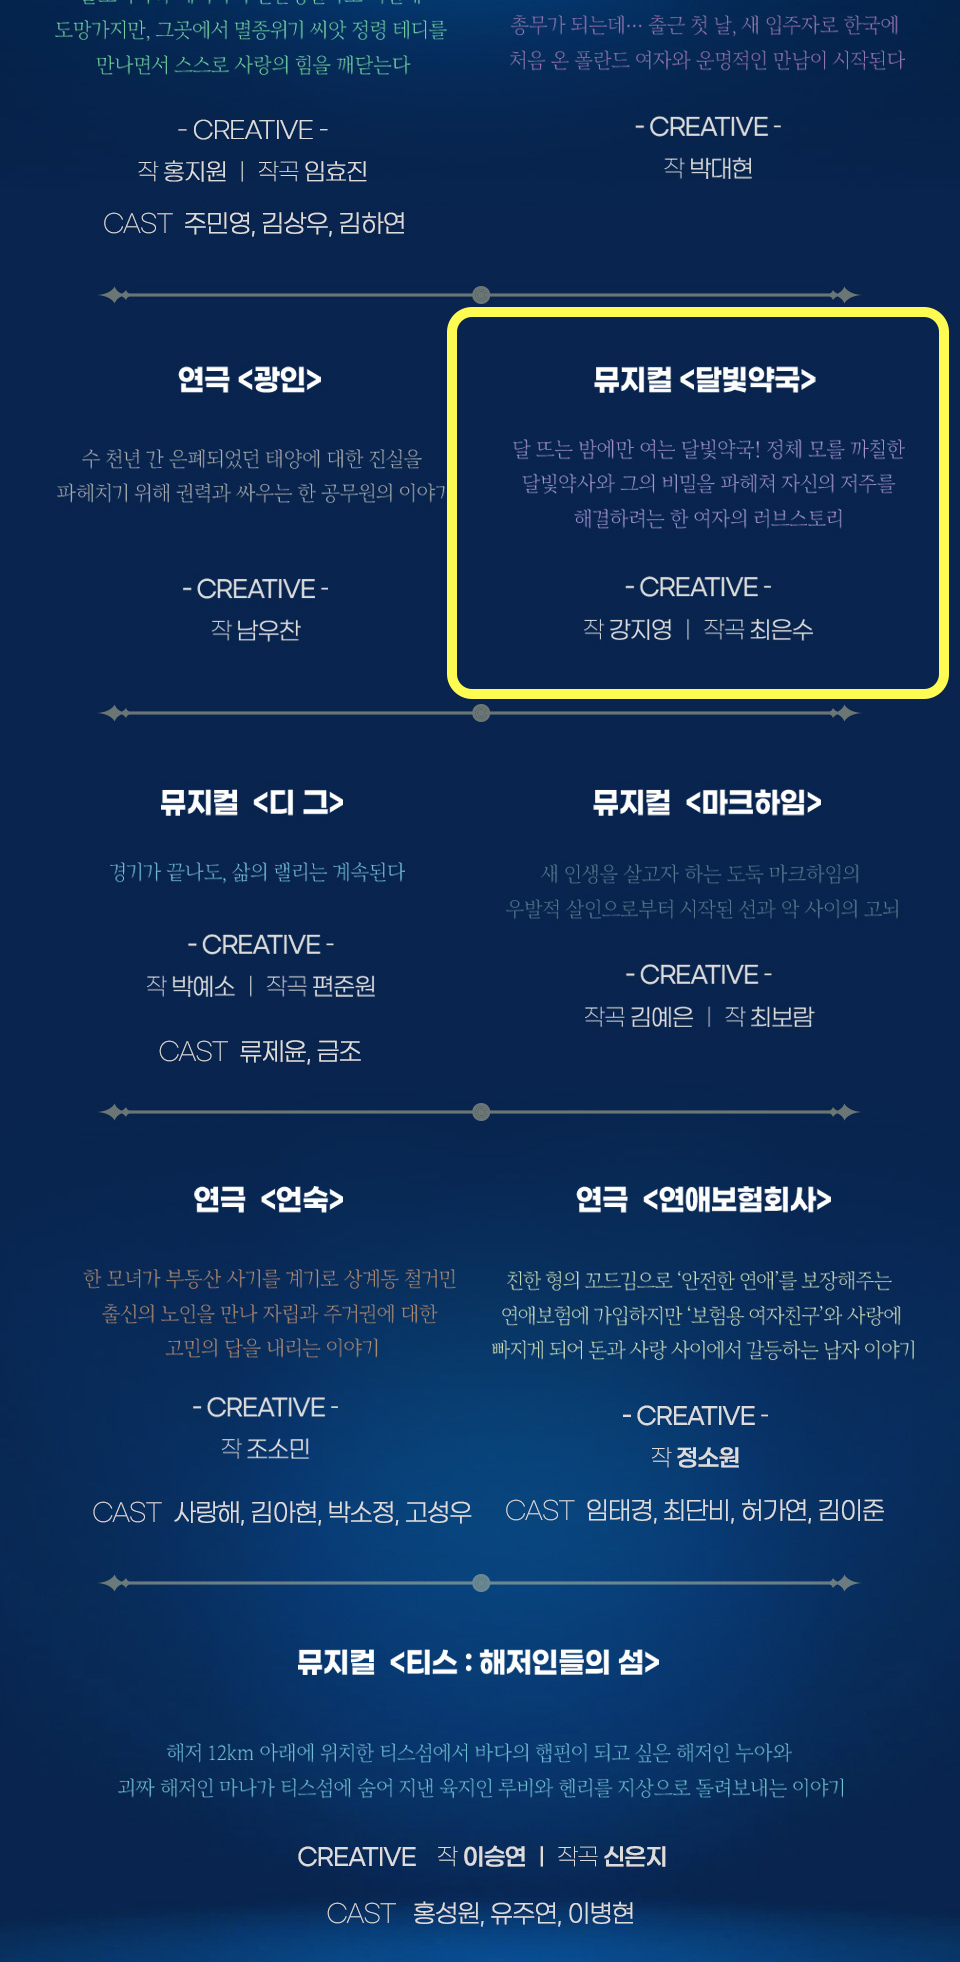 도망가지만, 그곳에서 멸종위기 씨앗 정령 테디를
만나면서 스스로 사랑의 힘을 깨닫는다
- CREATIVE -
작 홍지원 | 작곡 임효진
CAST 주민영, 김상우, 김하연
총무가 되는데… 출근 첫 날, 새 입주자로 한국에
처음 온 폴란드 여자와 운명적인 만남이 시작된다
- CREATIVE -
작 박대현
연극 <광인>
수 천년 간 은폐되었던 태양에 대한 진실을
파헤치기 위해 권력과 싸우는 한 공무원의 이야기
- CREATIVE -
작 남우찬
뮤지컬 <달빛약국>
달 뜨는 밤에만 여는 달빛약국! 정체 모를 까칠한
달빛약사와 그의 비밀을 파헤쳐 자신의 저주를
해결하려는 한 여자의 러브스토리
- CREATIVE -
작 강지영 | 작곡 최은수
뮤지컬 <디 그>
경기가 끝나도, 삶의 랠리는 계속된다
- CREATIVE -
작 박예소 | 작곡 편준원
CAST 류제윤, 금조
뮤지컬 <마크하임>
새 인생을 살고자 하는 도둑 마크하임의
우발적 살인으로부터 시작된 선과 악 사이의 고뇌
- CREATIVE -
작곡 김예은 | 작 최보람
연극 <언숙>
한 모녀가 부동산 사기를 계기로 상계동 철거민
출신의 노인을 만나 자립과 주거권에 대한
고민의 답을 내리는 이야기
- CREATIVE -
작 조소민
CAST 사랑해, 김아현, 박소정, 고성우
연극 <연애보험회사>
친한 형의 꼬드김으로 ‘안전한 연애’를 보장해주는
연애보험에 가입하지만 ‘보험용 여자친구’와 사랑에
빠지게 되어 돈과 사랑 사이에서 갈등하는 남자 이야기
- CREATIVE -
작 정소원
CAST 임태경, 최단비, 허가연, 김이준
뮤지컬 <티스 : 해저인들의 섬>
해저 12km 아래에 위치한 티스섬에서 바다의 햅핀이 되고 싶은 해저인 누아와
괴짜 해저인 마나가 티스섬에 숨어 지낸 육지인 루비와 헨리를 지상으로 돌려보내는 이야기
CREATIVE 작 이승연 | 작곡 신은지
CAST 홍성원, 유주연, 이병현